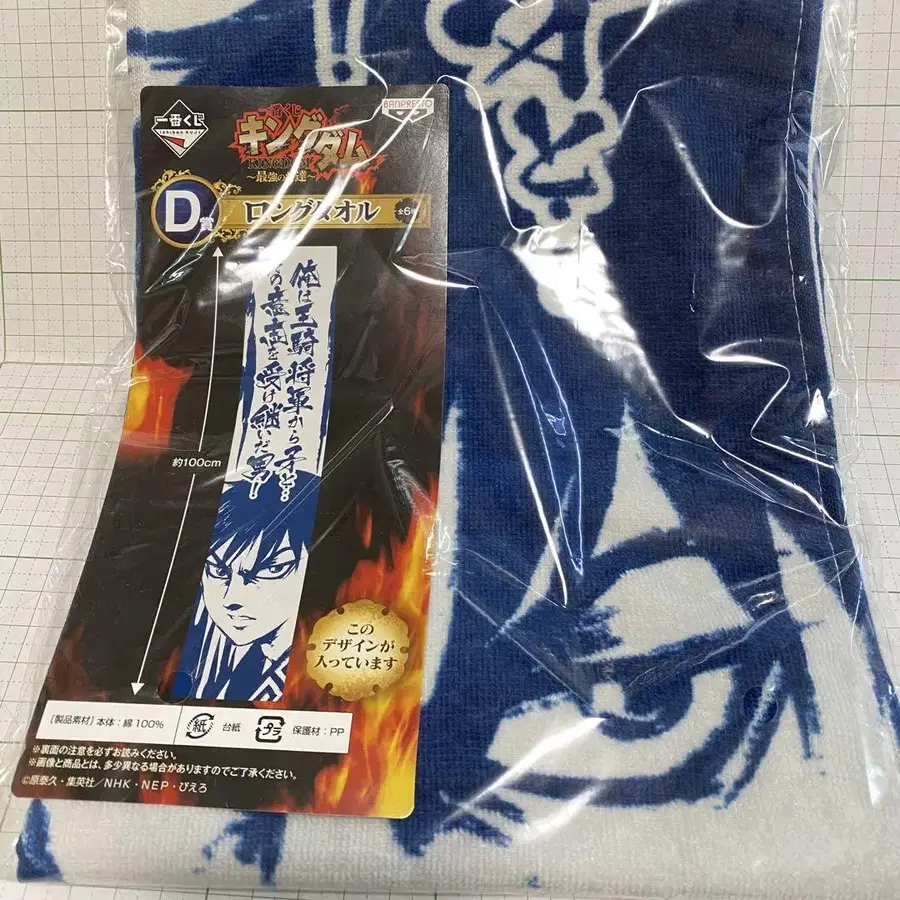 一番くじ
ICHIBAN KUJI
一番くじ
キングダム
KINGDOM
BANPRESTO
D賞
ロングタオル
全6種
俺は王騎将軍から矛と…
その意志を受け継いだ男!
約100cm
この
デザインが
入っています
[製品素材]本体:綿100%
紙
台紙
プラ
保護材:PP
※裏面の注意を必ずお読みください。
※画像と商品とは、多少異なる場合がありますのでご了承ください。
©原泰久・集英社/NHK・NEP・ぴえろ